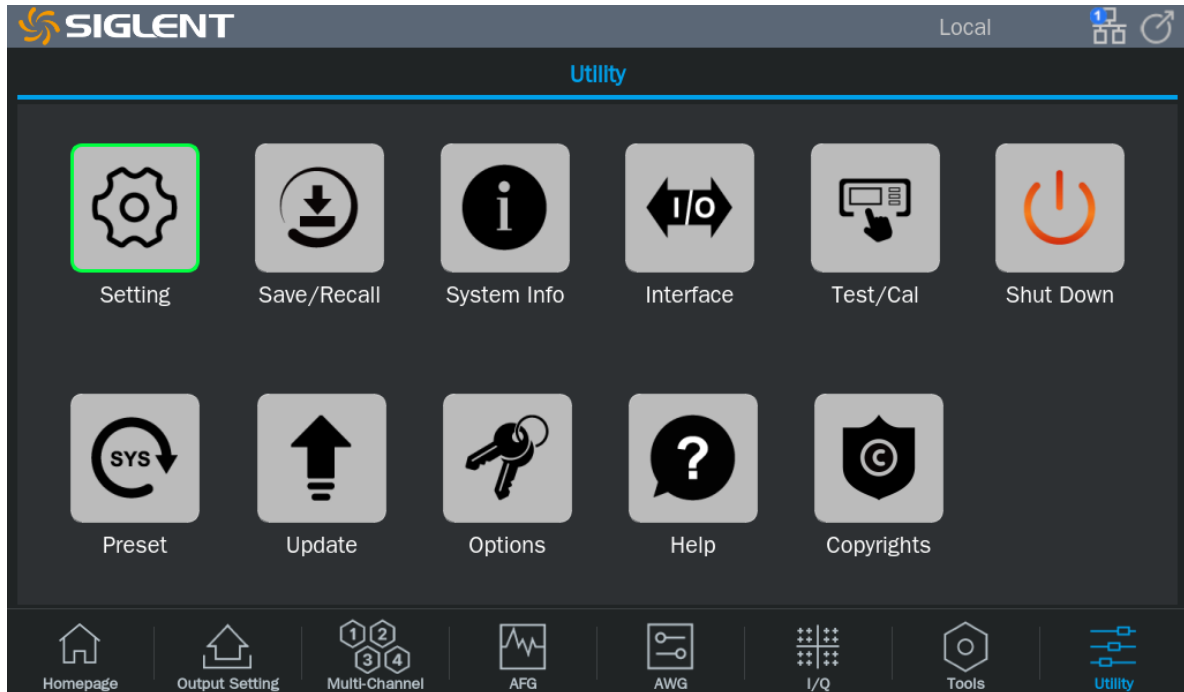 SIGLENT
Local
1
Utility
I/O
Setting
Save/Recall
System Info
Interface
Test/Cal
Shut Down
SYS
?
©
Preset
Update
Options
Help
Copyrights
1 2
3 4
Homepage
Output Setting
Multi-Channel
AFG
AWG
I/Q
Tools
Utility